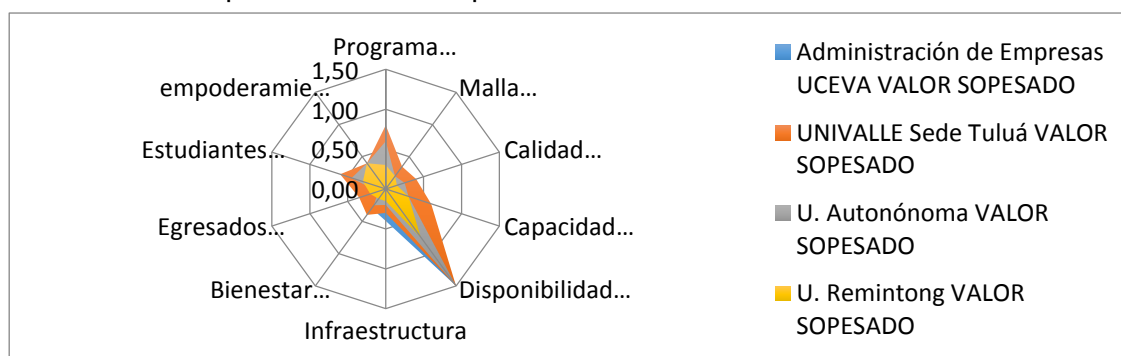 Programa...
1,50
Malla...
empoderamie...
1,00
Estudiantes...
0,50
Calidad...
0,00
Egresados...
Capacidad...
Bienestar...
Disponibilidad...
Infraestructura
Administración de Empresas
UCEVA VALOR SOPESADO
UNIVALLE Sede Tuluá VALOR
SOPESADO
U. Autonónoma VALOR
SOPESADO
U. Remintong VALOR
SOPESADO